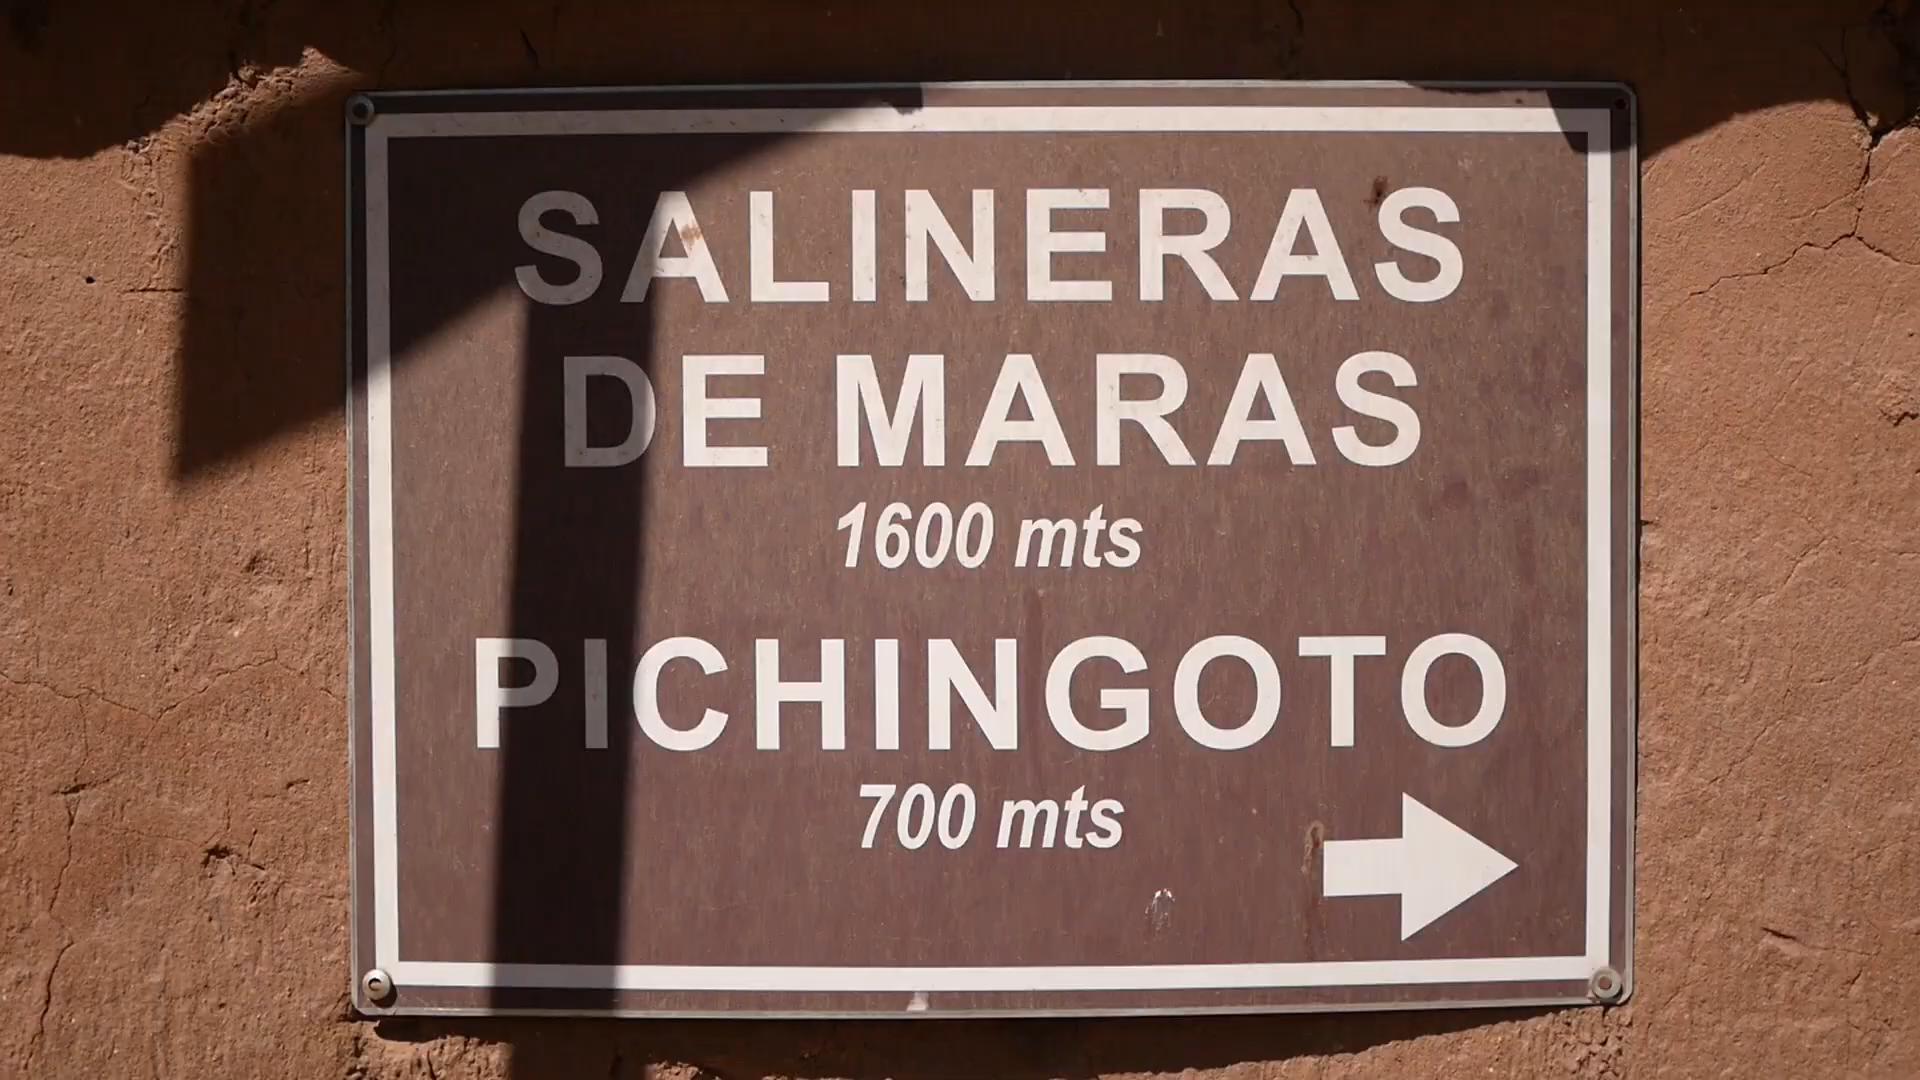 SALINERAS
DE MARAS
1600 mts
PICHINGOTO
700 mts